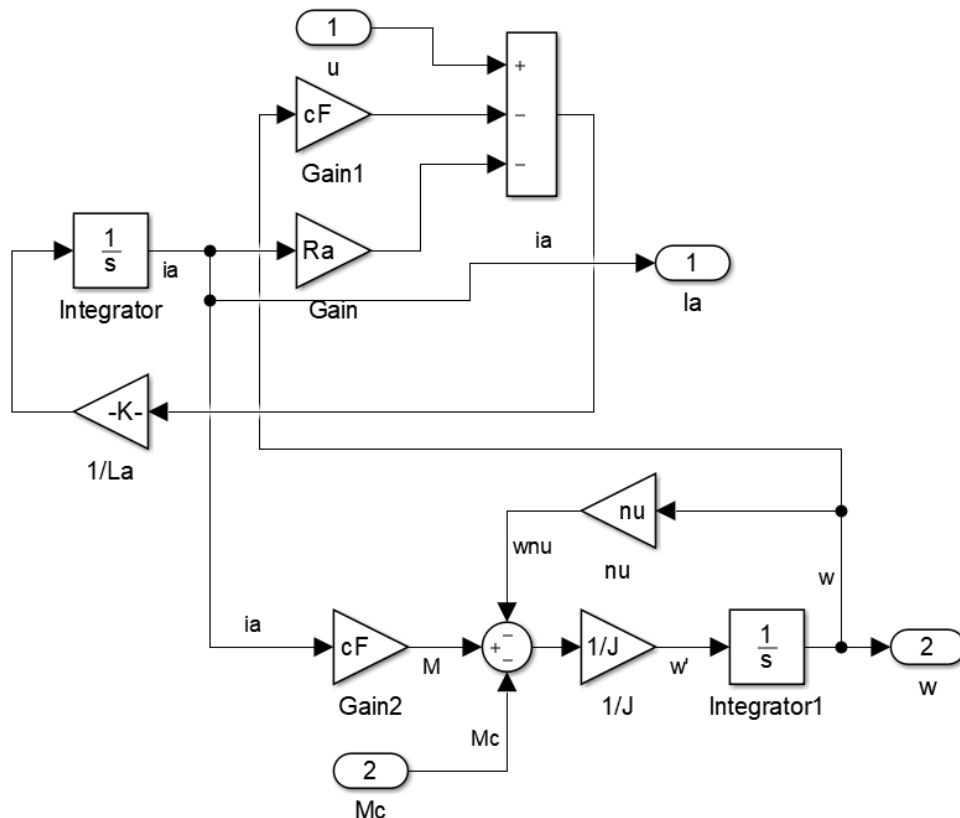 1
u
+
cF
−
Gain1
−
1
s
ia
Integrator
Ra
Gain
ia
1
Ia
-K-
1/La
nu
nu
wnu
w
ia
cF
Gain2
M
+
−
−
1/J
1/J
w'
1
s
Integrator1
2
w
Mc
2
Mc